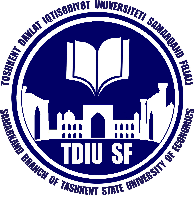 TOSHKENT DAVLAT IQTISODIYOT UNIVERSITETI SAMARQAND FILIALI
TDIU SF
SAMARKAND BRANCH OF TASHKENT STATE UNIVERSITY OF ECONOMICS